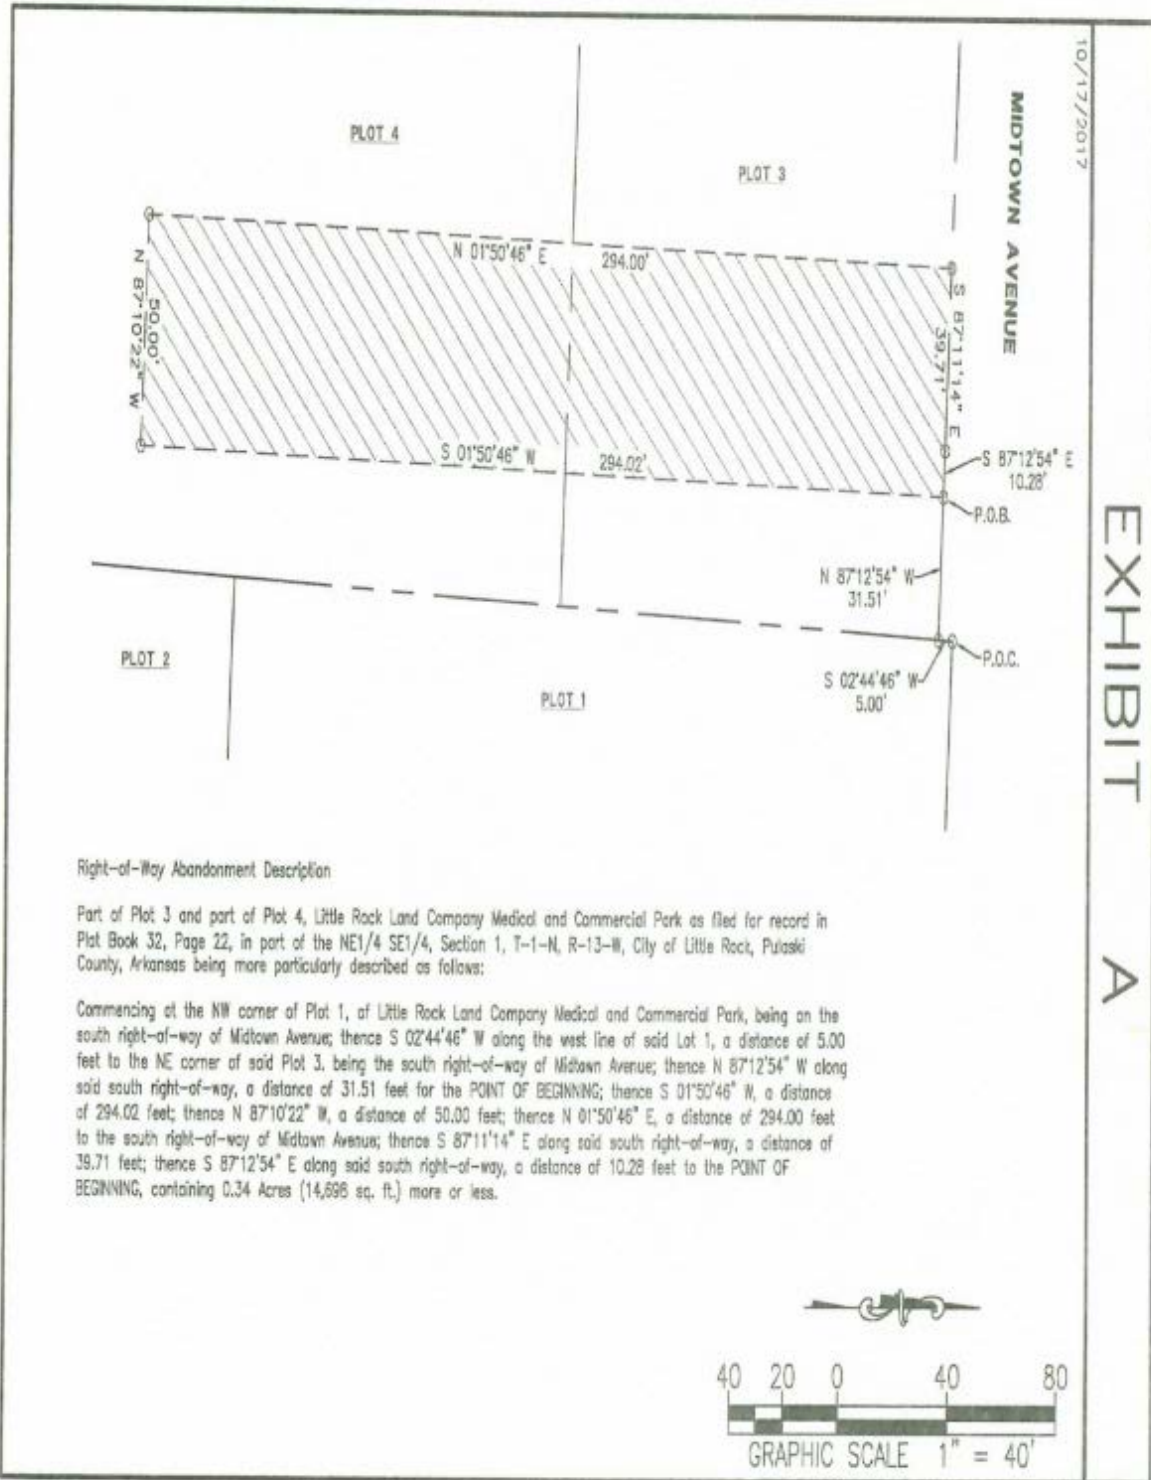 10/17/2017
MIDTOWN AVENUE
EXHIBIT A
PLOT 4
PLOT 3
N 01°50'46" E 294.00'
S 87°11'14" E
39.71'
N 87°10'22" W
50.00'
S 01°50'46" W 294.02'
S 87°12'54" E
10.28'
P.O.B.
N 87°12'54" W
31.51'
P.O.C.
S 02°44'46" W
5.00'
PLOT 2
PLOT 1
Right-of-Way Abandonment Description
Part of Plot 3 and part of Plot 4, Little Rock Land Company Medical and Commercial Park as filed for record in
Plat Book 32, Page 22, in part of the NE1/4 SE1/4, Section 1, T-1-N, R-13-W, City of Little Rock, Pulaski
County, Arkansas being more particularly described as follows:
Commencing at the NW corner of Plot 1, of Little Rock Land Company Medical and Commercial Park, being on the
south right-of-way of Midtown Avenue; thence S 02°44'46" W along the west line of said Lot 1, a distance of 5.00
feet to the NE corner of said Plot 3, being the south right-of-way of Midtown Avenue; thence N 87°12'54" W along
said south right-of-way, a distance of 31.51 feet for the POINT OF BEGINNING; thence S 01°50'46" W, a distance
of 294.02 feet; thence N 87°10'22" W, a distance of 50.00 feet; thence N 01°50'46" E, a distance of 294.00 feet
to the south right-of-way of Midtown Avenue; thence S 87°11'14" E along said south right-of-way, a distance of
39.71 feet; thence S 87°12'54" E along said south right-of-way, a distance of 10.28 feet to the POINT OF
BEGINNING, containing 0.34 Acres (14,698 sq. ft.) more or less.
40 20 0 40 80
GRAPHIC SCALE 1" = 40'